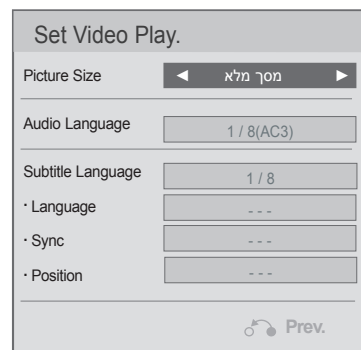 Set Video Play.
Picture Size ◄ מסך מלא ►
Audio Language 1 / 8(AC3)
Subtitle Language 1 / 8
· Language - - -
· Sync - - -
· Position - - -
Prev.